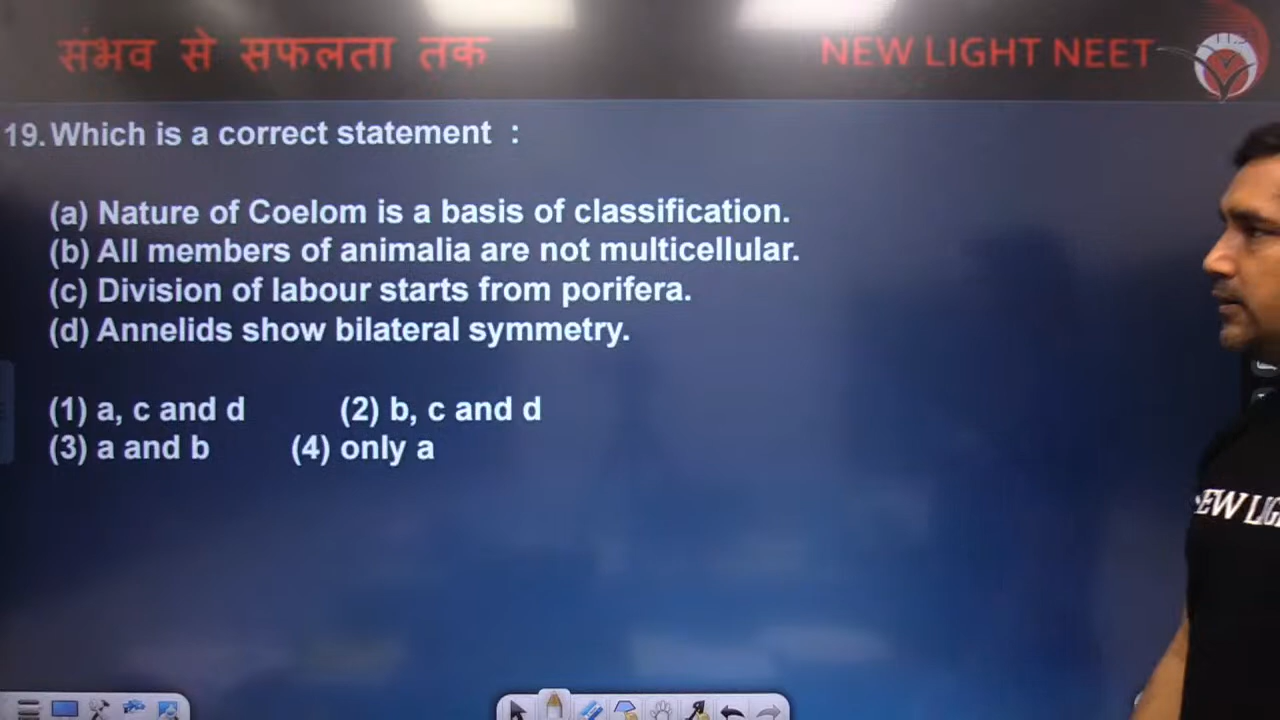 संभव से सफलता तक
NEW LIGHT NEET
19. Which is a correct statement :
(a) Nature of Coelom is a basis of classification.
(b) All members of animalia are not multicellular.
(c) Division of labour starts from porifera.
(d) Annelids show bilateral symmetry.
(1) a, c and d (2) b, c and d
(3) a and b (4) only a
EW LIG